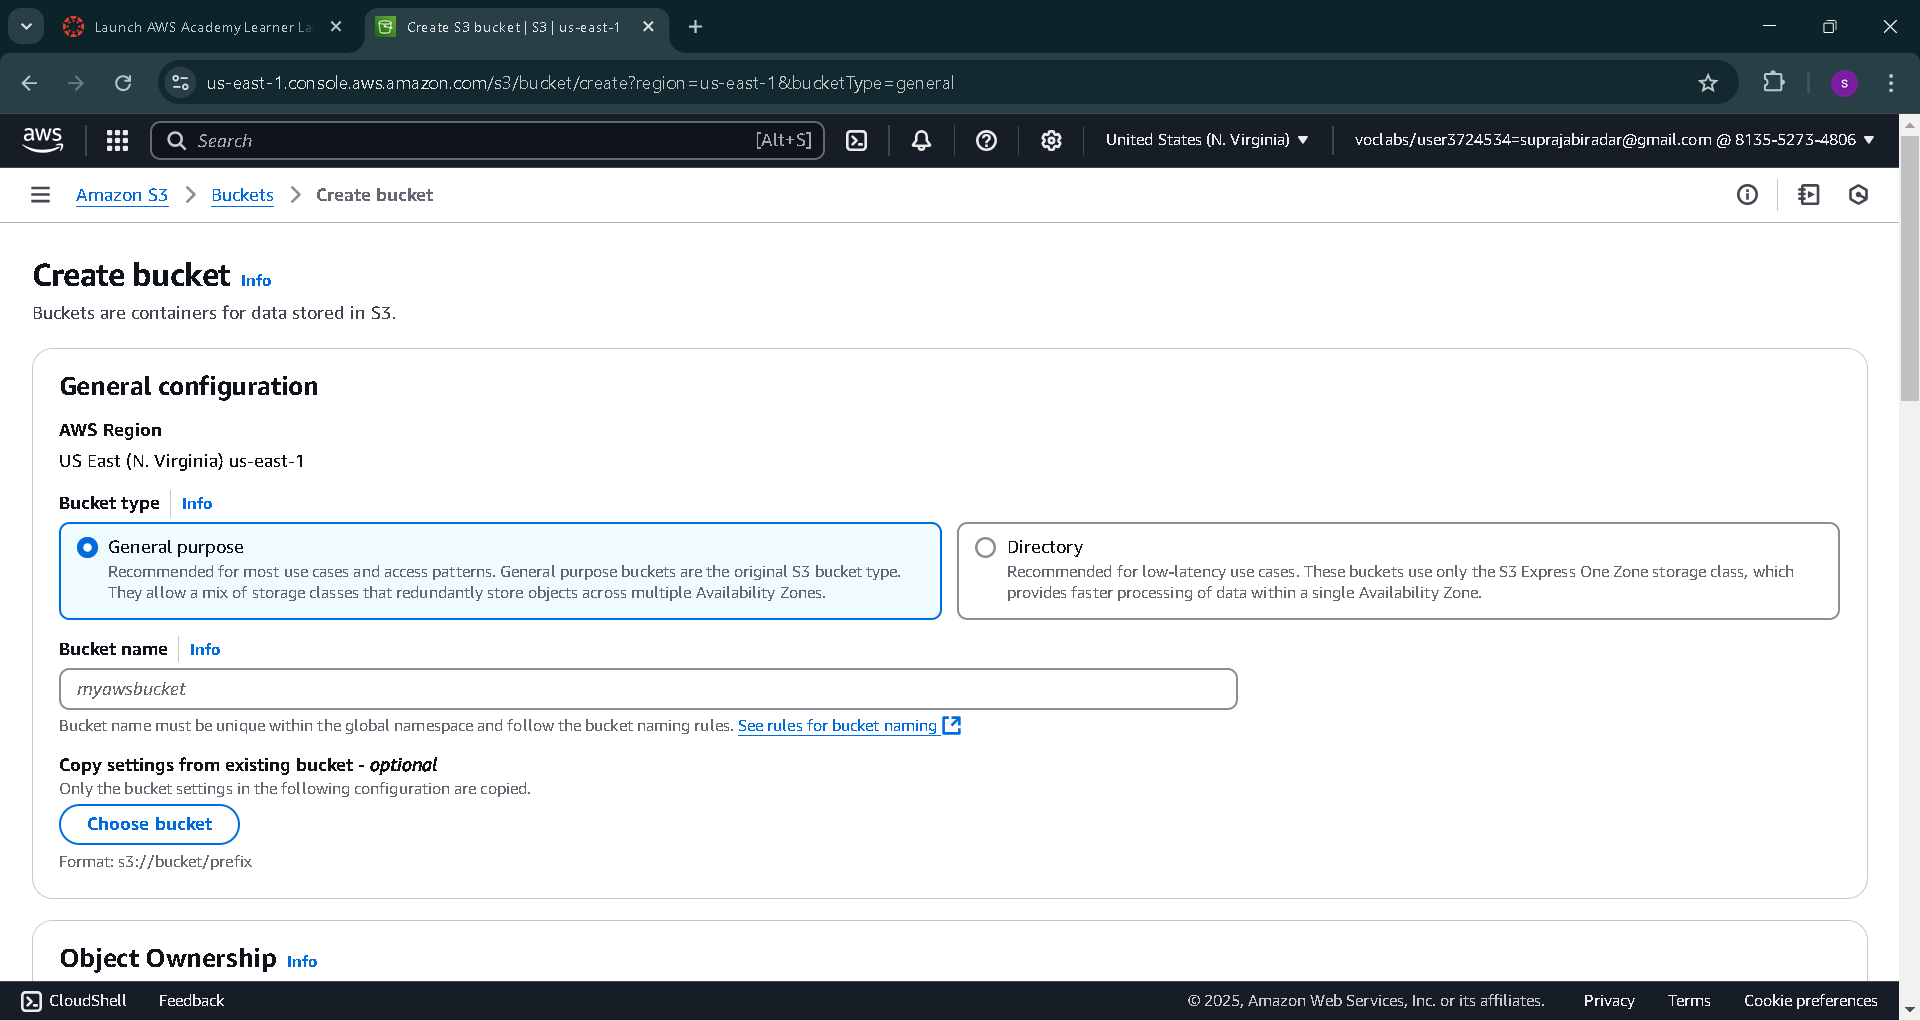 Launch AWS Academy Learner La
Create S3 bucket | S3 | us-east-1
us-east-1.console.aws.amazon.com/s3/bucket/create?region=us-east-1&bucketType=general
s
aws
Search
[Alt+S]
United States (N. Virginia)
voclabs/user3724534=suprajabiradar@gmail.com @ 8135-5273-4806
Amazon S3 > Buckets > Create bucket
Create bucket Info
Buckets are containers for data stored in S3.
General configuration
AWS Region
US East (N. Virginia) us-east-1
Bucket type Info
General purpose
Recommended for most use cases and access patterns. General purpose buckets are the original S3 bucket type.
They allow a mix of storage classes that redundantly store objects across multiple Availability Zones.
Directory
Recommended for low-latency use cases. These buckets use only the S3 Express One Zone storage class, which
provides faster processing of data within a single Availability Zone.
Bucket name Info
myawsbucket
Bucket name must be unique within the global namespace and follow the bucket naming rules. See rules for bucket naming
Copy settings from existing bucket - optional
Only the bucket settings in the following configuration are copied.
Choose bucket
Format: s3://bucket/prefix
Object Ownership Info
CloudShell
Feedback
© 2025, Amazon Web Services, Inc. or its affiliates.
Privacy
Terms
Cookie preferences